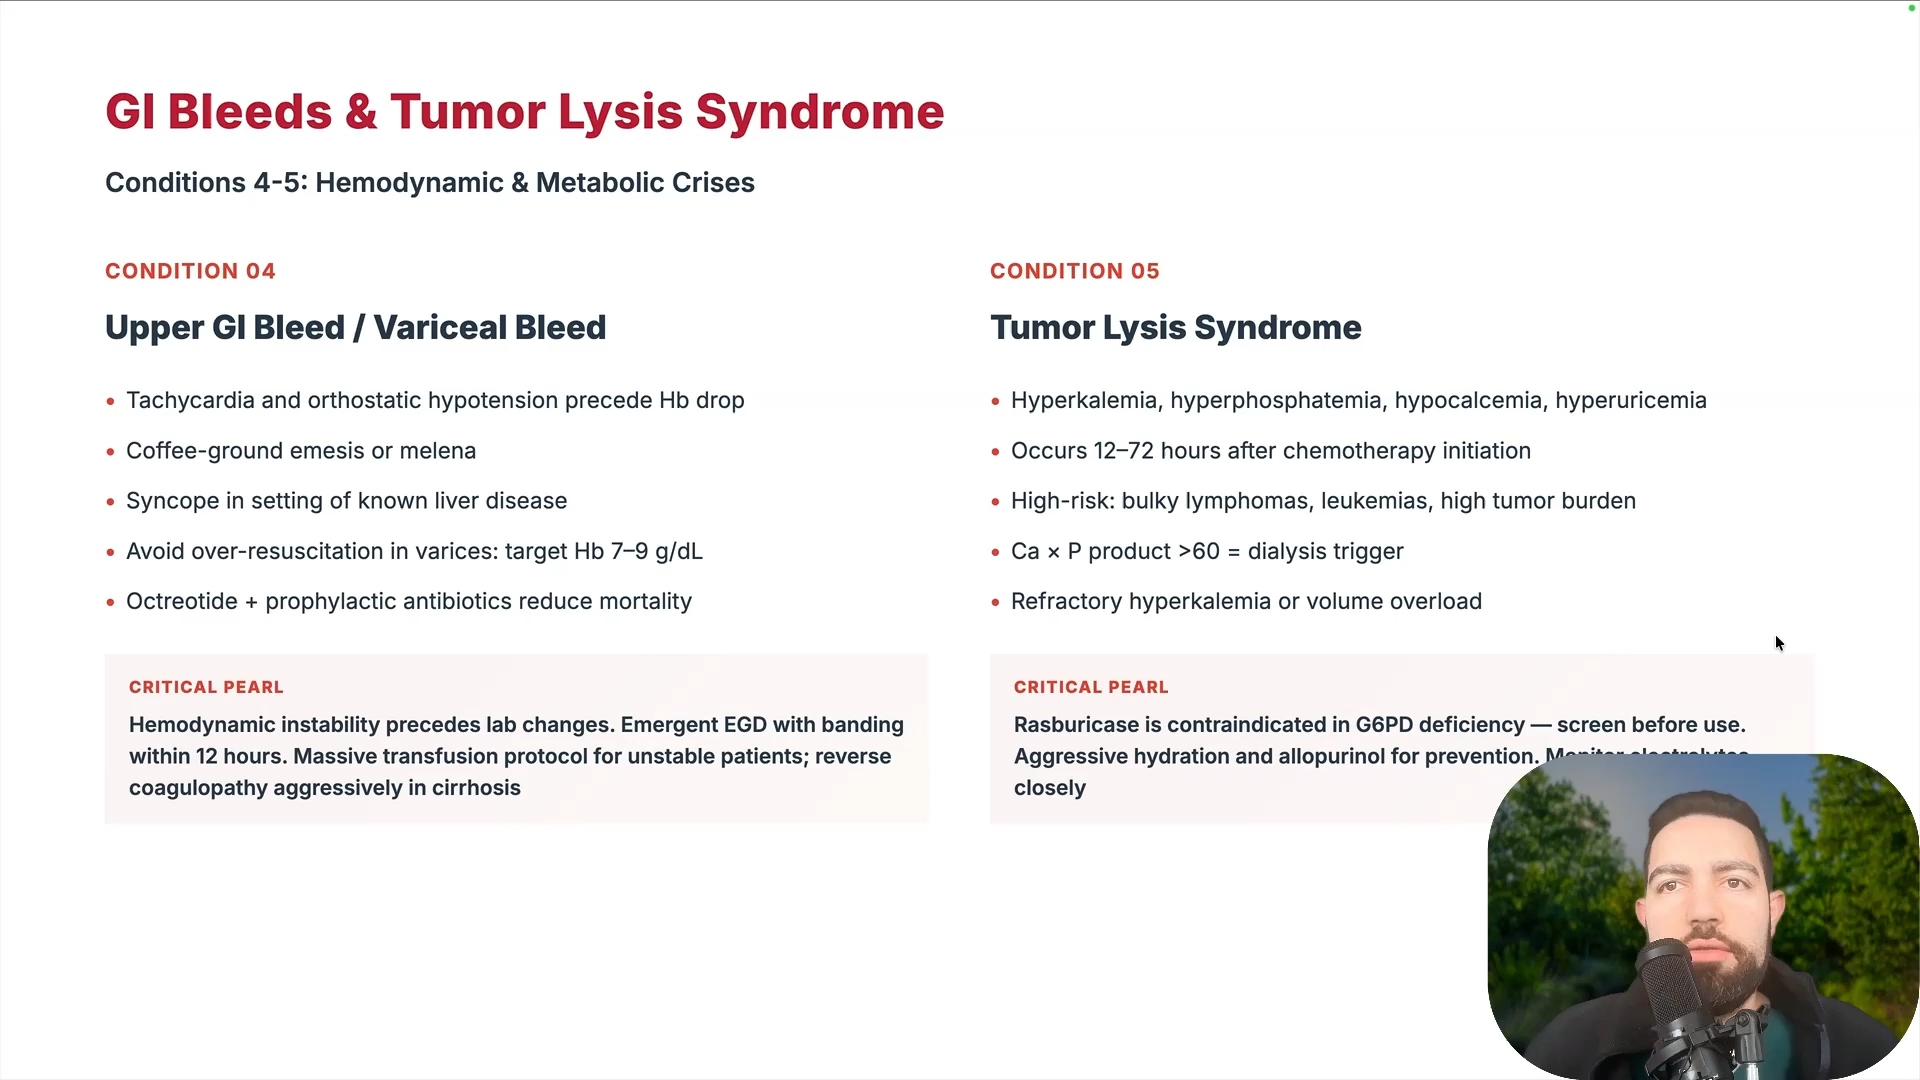 GI Bleeds & Tumor Lysis Syndrome
Conditions 4-5: Hemodynamic & Metabolic Crises
CONDITION 04
Upper GI Bleed / Variceal Bleed
• Tachycardia and orthostatic hypotension precede Hb drop
• Coffee-ground emesis or melena
• Syncope in setting of known liver disease
• Avoid over-resuscitation in varices: target Hb 7–9 g/dL
• Octreotide + prophylactic antibiotics reduce mortality
CRITICAL PEARL
Hemodynamic instability precedes lab changes. Emergent EGD with banding
within 12 hours. Massive transfusion protocol for unstable patients; reverse
coagulopathy aggressively in cirrhosis
CONDITION 05
Tumor Lysis Syndrome
• Hyperkalemia, hyperphosphatemia, hypocalcemia, hyperuricemia
• Occurs 12–72 hours after chemotherapy initiation
• High-risk: bulky lymphomas, leukemias, high tumor burden
• Ca × P product >60 = dialysis trigger
• Refractory hyperkalemia or volume overload
CRITICAL PEARL
Rasburicase is contraindicated in G6PD deficiency — screen before use.
Aggressive hydration and allopurinol for prevention. Monitor electrolytes
closely